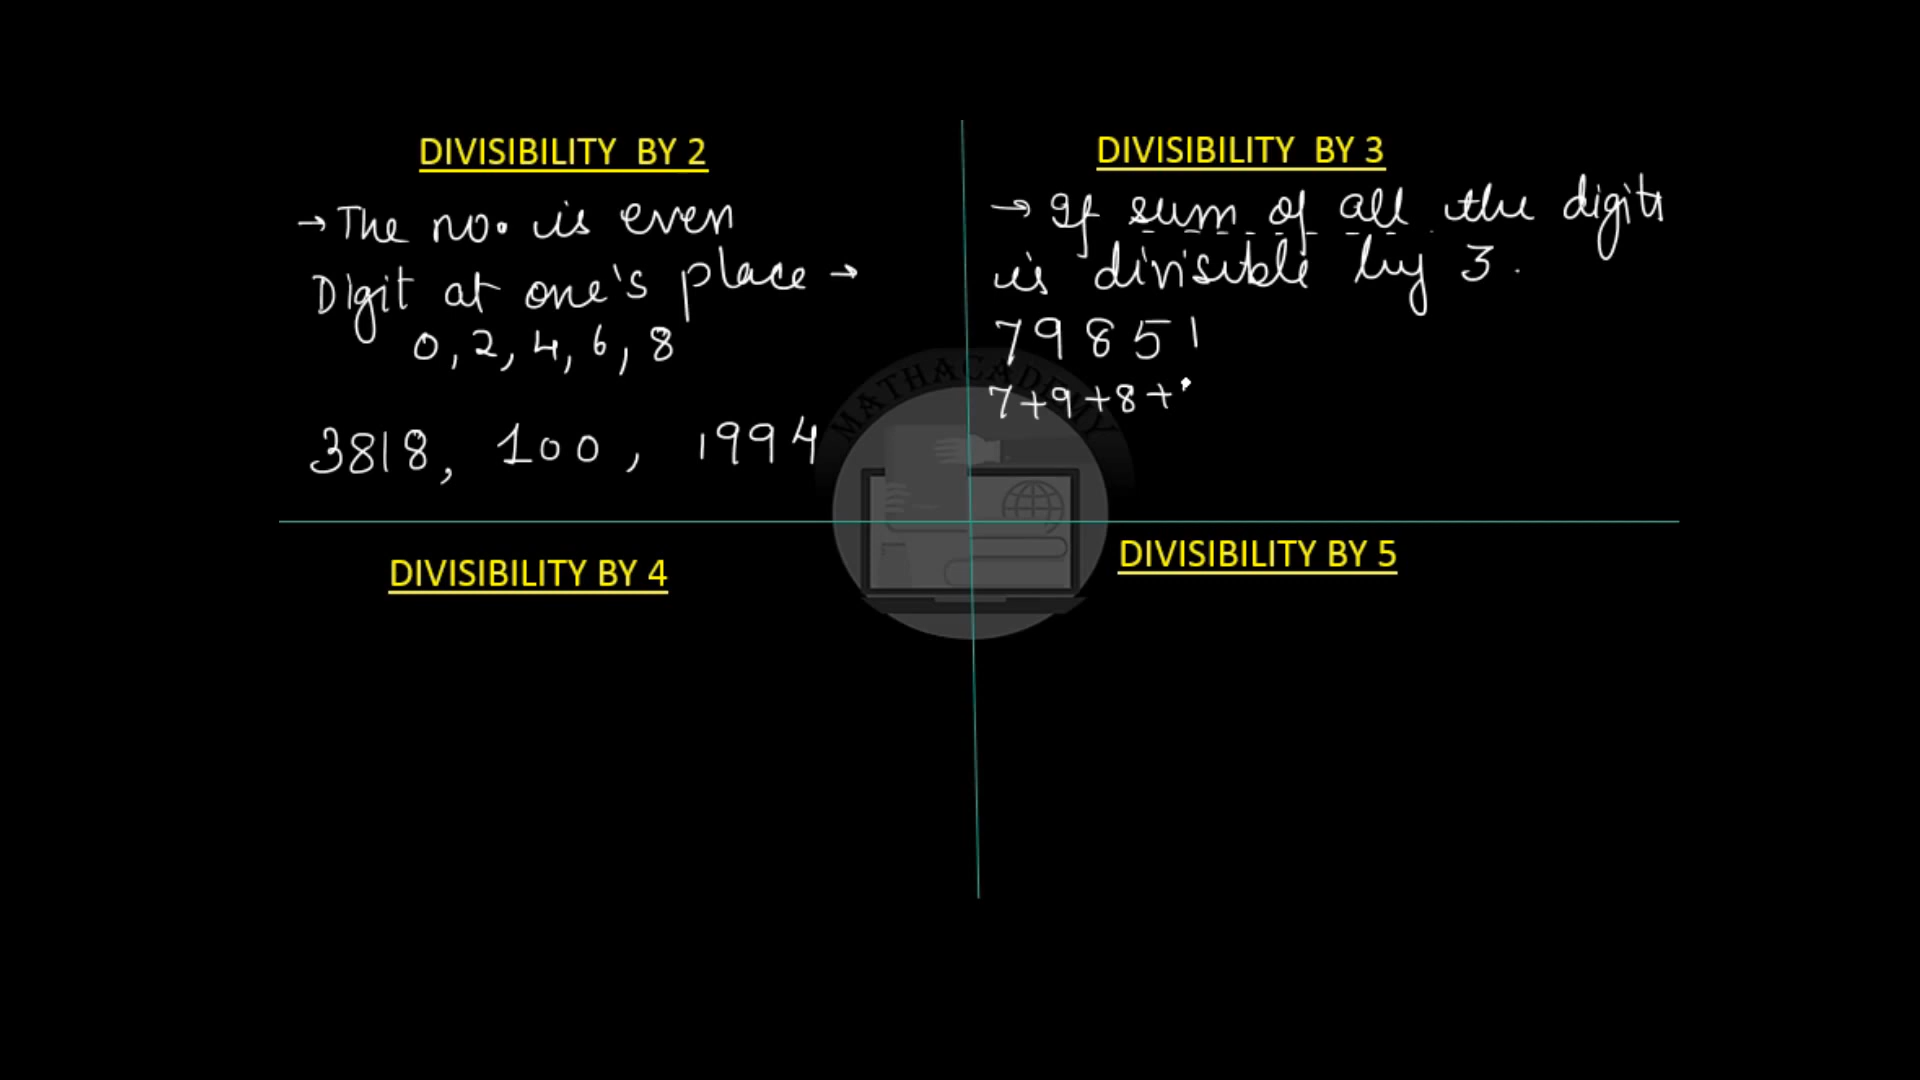 DIVISIBILITY BY 2
→ The no. is even
Digit at one's place →
0, 2, 4, 6, 8
3818, 100, 1994
DIVISIBILITY BY 3
→ If sum of all the digits
is divisible by 3.
79851
7+9+8+
MATHACADEMY
DIVISIBILITY BY 4
DIVISIBILITY BY 5